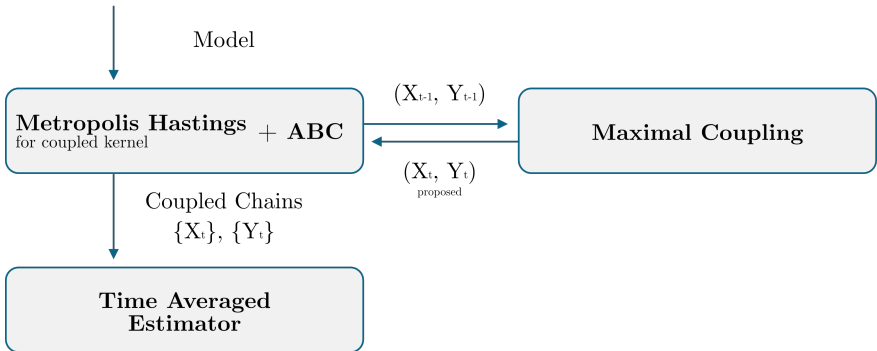 Model
(Xt-1, Yt-1)
Metropolis Hastings + ABC
for coupled kernel
Maximal Coupling
(Xt, Yt)
proposed
Coupled Chains
{Xt}, {Yt}
Time Averaged
Estimator